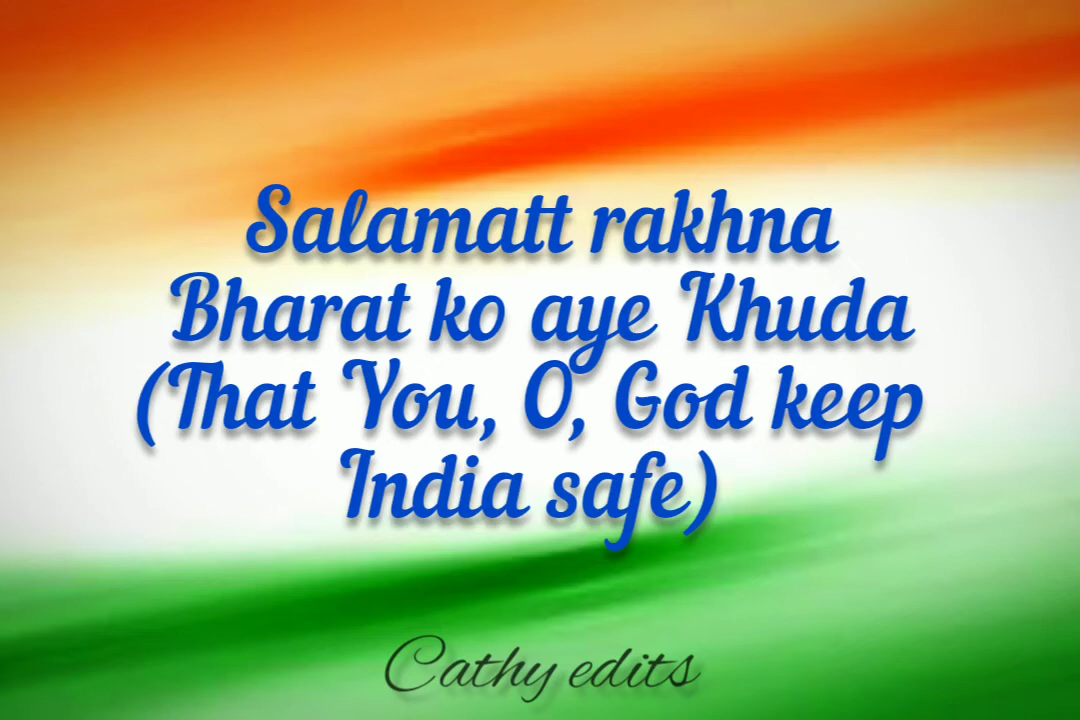 Salamatt rakhna
Bharat ko aye Khuda
(That You, O, God keep
India safe)
Cathy edits